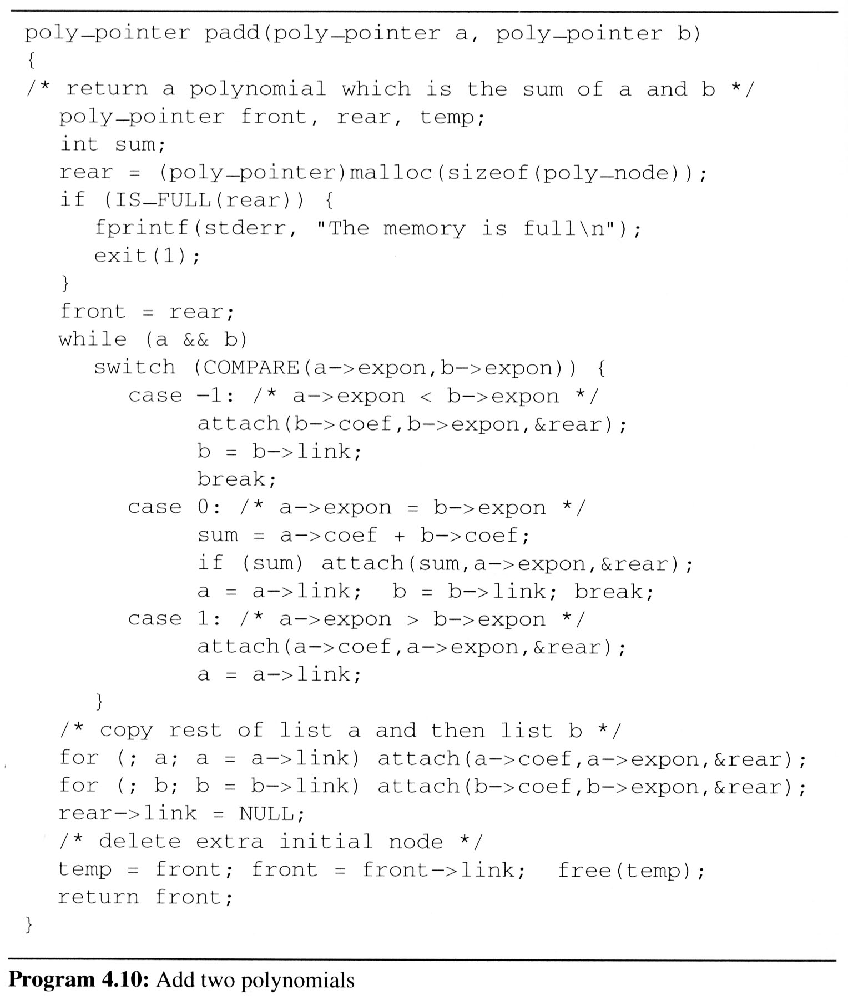 poly_pointer padd(poly_pointer a, poly_pointer b)
{
/* return a polynomial which is the sum of a and b */
   poly_pointer front, rear, temp;
   int sum;
   rear = (poly_pointer)malloc(sizeof(poly_node));
   if (IS_FULL(rear)) {
      fprintf(stderr, "The memory is full\n");
      exit(1);
   }
   front = rear;
   while (a && b)
      switch (COMPARE(a->expon,b->expon)) {
         case -1: /* a->expon < b->expon */
               attach(b->coef,b->expon,&rear);
               b = b->link;
               break;
         case 0: /* a->expon = b->expon */
               sum = a->coef + b->coef;
               if (sum) attach(sum,a->expon,&rear);
               a = a->link;  b = b->link; break;
         case 1: /* a->expon > b->expon */
               attach(a->coef,a->expon,&rear);
               a = a->link;
      }
   /* copy rest of list a and then list b */
   for (; a; a = a->link) attach(a->coef,a->expon,&rear);
   for (; b; b = b->link) attach(b->coef,b->expon,&rear);
   rear->link = NULL;
   /* delete extra initial node */
   temp = front; front = front->link;  free(temp);
   return front;
}
Program 4.10: Add two polynomials